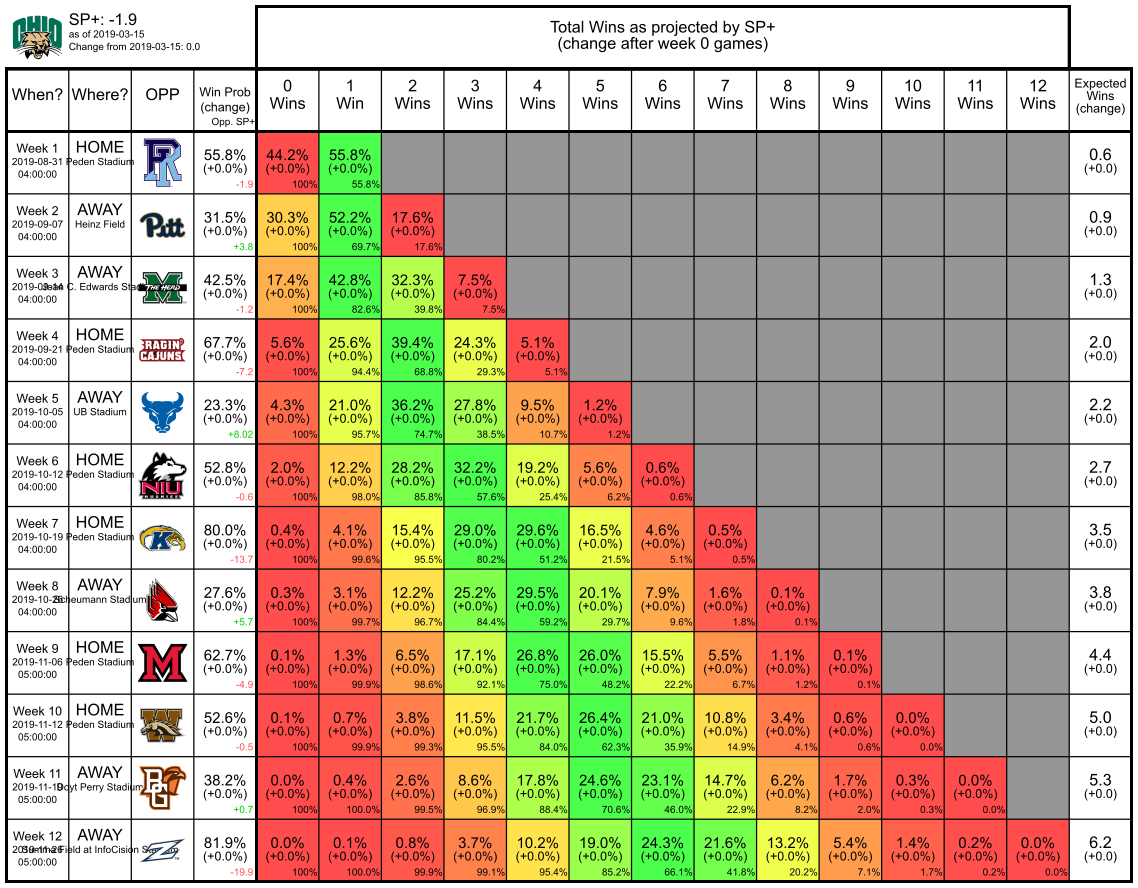 OHIO
SP+: -1.9
as of 2019-03-15
Change from 2019-03-15: 0.0
Total Wins as projected by SP+
(change after week 0 games)
When? Where? OPP Win Prob (change) Opp. SP+ 0 Wins 1 Win 2 Wins 3 Wins 4 Wins 5 Wins 6 Wins 7 Wins 8 Wins 9 Wins 10 Wins 11 Wins 12 Wins Expected Wins (change)
Week 1 HOME
2019-08-31 Peden Stadium R 55.8% 44.2% 55.8% 0.6
04:00:00 (+0.0%) (+0.0%) (+0.0%) (+0.0)
-1.9 100% 55.8%
Week 2 AWAY
2019-09-07 Heinz Field Pitt 31.5% 30.3% 52.2% 17.6% 0.9
04:00:00 (+0.0%) (+0.0%) (+0.0%) (+0.0%) (+0.0)
+3.8 100% 69.7% 17.6%
Week 3 AWAY
C. Edwards M THE HERD 42.5% 17.4% 42.8% 32.3% 7.5% 1.3
04:00:00 (+0.0%) (+0.0%) (+0.0%) (+0.0%) (+0.0%) (+0.0)
-1.2 100% 82.6% 39.8% 7.5%
Week 4 HOME
2019-09-21 Peden Stadium RAGIN' CAJUNS 67.7% 5.6% 25.6% 39.4% 24.3% 5.1% 2.0
04:00:00 (+0.0%) (+0.0%) (+0.0%) (+0.0%) (+0.0%) (+0.0%) (+0.0)
-7.2 100% 94.4% 68.8% 29.3% 5.1%
Week 5 AWAY
2019-10-05 UB Stadium 23.3% 4.3% 21.0% 36.2% 27.8% 9.5% 1.2% 2.2
04:00:00 (+0.0%) (+0.0%) (+0.0%) (+0.0%) (+0.0%) (+0.0%) (+0.0%) (+0.0)
+8.02 100% 95.7% 74.7% 38.5% 10.7% 1.2%
Week 6 HOME
2019-10-12 Peden Stadium NIU HUSKIES 52.8% 2.0% 12.2% 28.2% 32.2% 19.2% 5.6% 0.6% 2.7
04:00:00 (+0.0%) (+0.0%) (+0.0%) (+0.0%) (+0.0%) (+0.0%) (+0.0%) (+0.0%) (+0.0)
-0.6 100% 98.0% 85.8% 57.6% 25.4% 6.2% 0.6%
Week 7 HOME
2019-10-19 Peden Stadium K 80.0% 0.4% 4.1% 15.4% 29.0% 29.6% 16.5% 4.6% 0.5% 3.5
04:00:00 (+0.0%) (+0.0%) (+0.0%) (+0.0%) (+0.0%) (+0.0%) (+0.0%) (+0.0%) (+0.0%) (+0.0)
-13.7 100% 99.6% 95.5% 80.2% 51.2% 21.5% 5.1% 0.5%
Week 8 AWAY
2019-10-26 Scheumann Stadium 27.6% 0.3% 3.1% 12.2% 25.2% 29.5% 20.1% 7.9% 1.6% 0.1% 3.8
04:00:00 (+0.0%) (+0.0%) (+0.0%) (+0.0%) (+0.0%) (+0.0%) (+0.0%) (+0.0%) (+0.0%) (+0.0%) (+0.0)
+5.7 100% 99.7% 96.7% 84.4% 59.2% 29.7% 9.6% 1.8% 0.1%
Week 9 HOME
2019-11-06 Peden Stadium M 62.7% 0.1% 1.3% 6.5% 17.1% 26.8% 26.0% 15.5% 5.5% 1.1% 0.1% 4.4
05:00:00 (+0.0%) (+0.0%) (+0.0%) (+0.0%) (+0.0%) (+0.0%) (+0.0%) (+0.0%) (+0.0%) (+0.0%) (+0.0%) (+0.0)
-4.9 100% 99.9% 98.6% 92.1% 75.0% 48.2% 22.2% 6.7% 1.2% 0.1%
Week 10 HOME
2019-11-12 Peden Stadium W 52.6% 0.1% 0.7% 3.8% 11.5% 21.7% 26.4% 21.0% 10.8% 3.4% 0.6% 0.0% 5.0
05:00:00 (+0.0%) (+0.0%) (+0.0%) (+0.0%) (+0.0%) (+0.0%) (+0.0%) (+0.0%) (+0.0%) (+0.0%) (+0.0%) (+0.0%) (+0.0)
-0.5 100% 99.9% 99.3% 95.5% 84.0% 62.3% 35.9% 14.9% 4.1% 0.6% 0.0%
Week 11 AWAY
2019-11-19 Doyt Perry Stadium BG 38.2% 0.0% 0.4% 2.6% 8.6% 17.8% 24.6% 23.1% 14.7% 6.2% 1.7% 0.3% 0.0% 5.3
05:00:00 (+0.0%) (+0.0%) (+0.0%) (+0.0%) (+0.0%) (+0.0%) (+0.0%) (+0.0%) (+0.0%) (+0.0%) (+0.0%) (+0.0%) (+0.0%) (+0.0)
+0.7 100% 100.0% 99.5% 96.9% 88.4% 70.6% 46.0% 22.9% 8.2% 2.0% 0.3% 0.0%
Week 12 AWAY
Field at InfoCision Z 81.9% 0.0% 0.1% 0.8% 3.7% 10.2% 19.0% 24.3% 21.6% 13.2% 5.4% 1.4% 0.2% 0.0% 6.2
05:00:00 (+0.0%) (+0.0%) (+0.0%) (+0.0%) (+0.0%) (+0.0%) (+0.0%) (+0.0%) (+0.0%) (+0.0%) (+0.0%) (+0.0%) (+0.0%) (+0.0%) (+0.0)
-19.9 100% 100.0% 99.9% 99.1% 95.4% 85.2% 66.1% 41.8% 20.2% 7.1% 1.7% 0.2% 0.0%